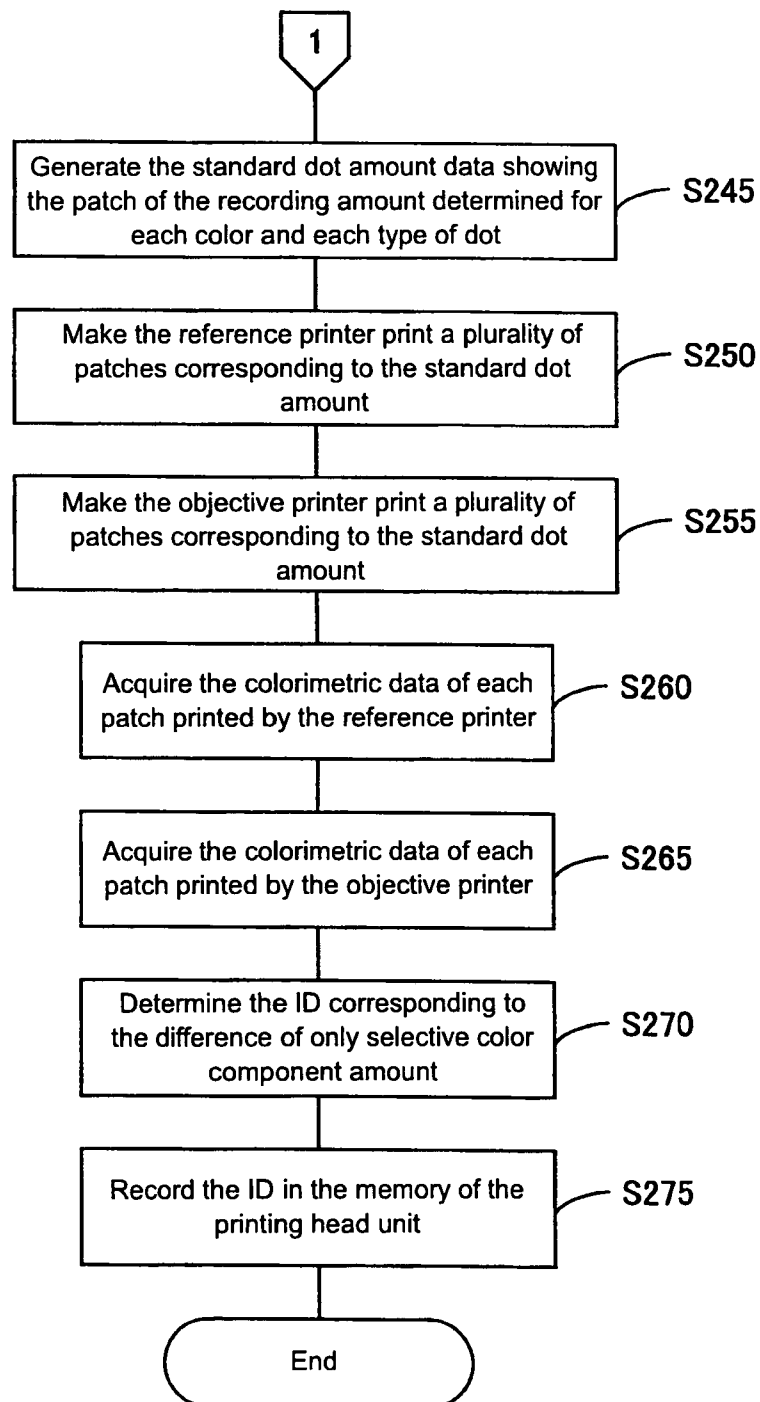 1
Generate the standard dot amount data showing
the patch of the recording amount determined for
each color and each type of dot
S245
Make the reference printer print a plurality of
patches corresponding to the standard dot
amount
S250
Make the objective printer print a plurality of
patches corresponding to the standard dot
amount
S255
Acquire the colorimetric data of each
patch printed by the reference printer
S260
Acquire the colorimetric data of each
patch printed by the objective printer
S265
Determine the ID corresponding to
the difference of only selective color
component amount
S270
Record the ID in the memory of the
printing head unit
S275
End